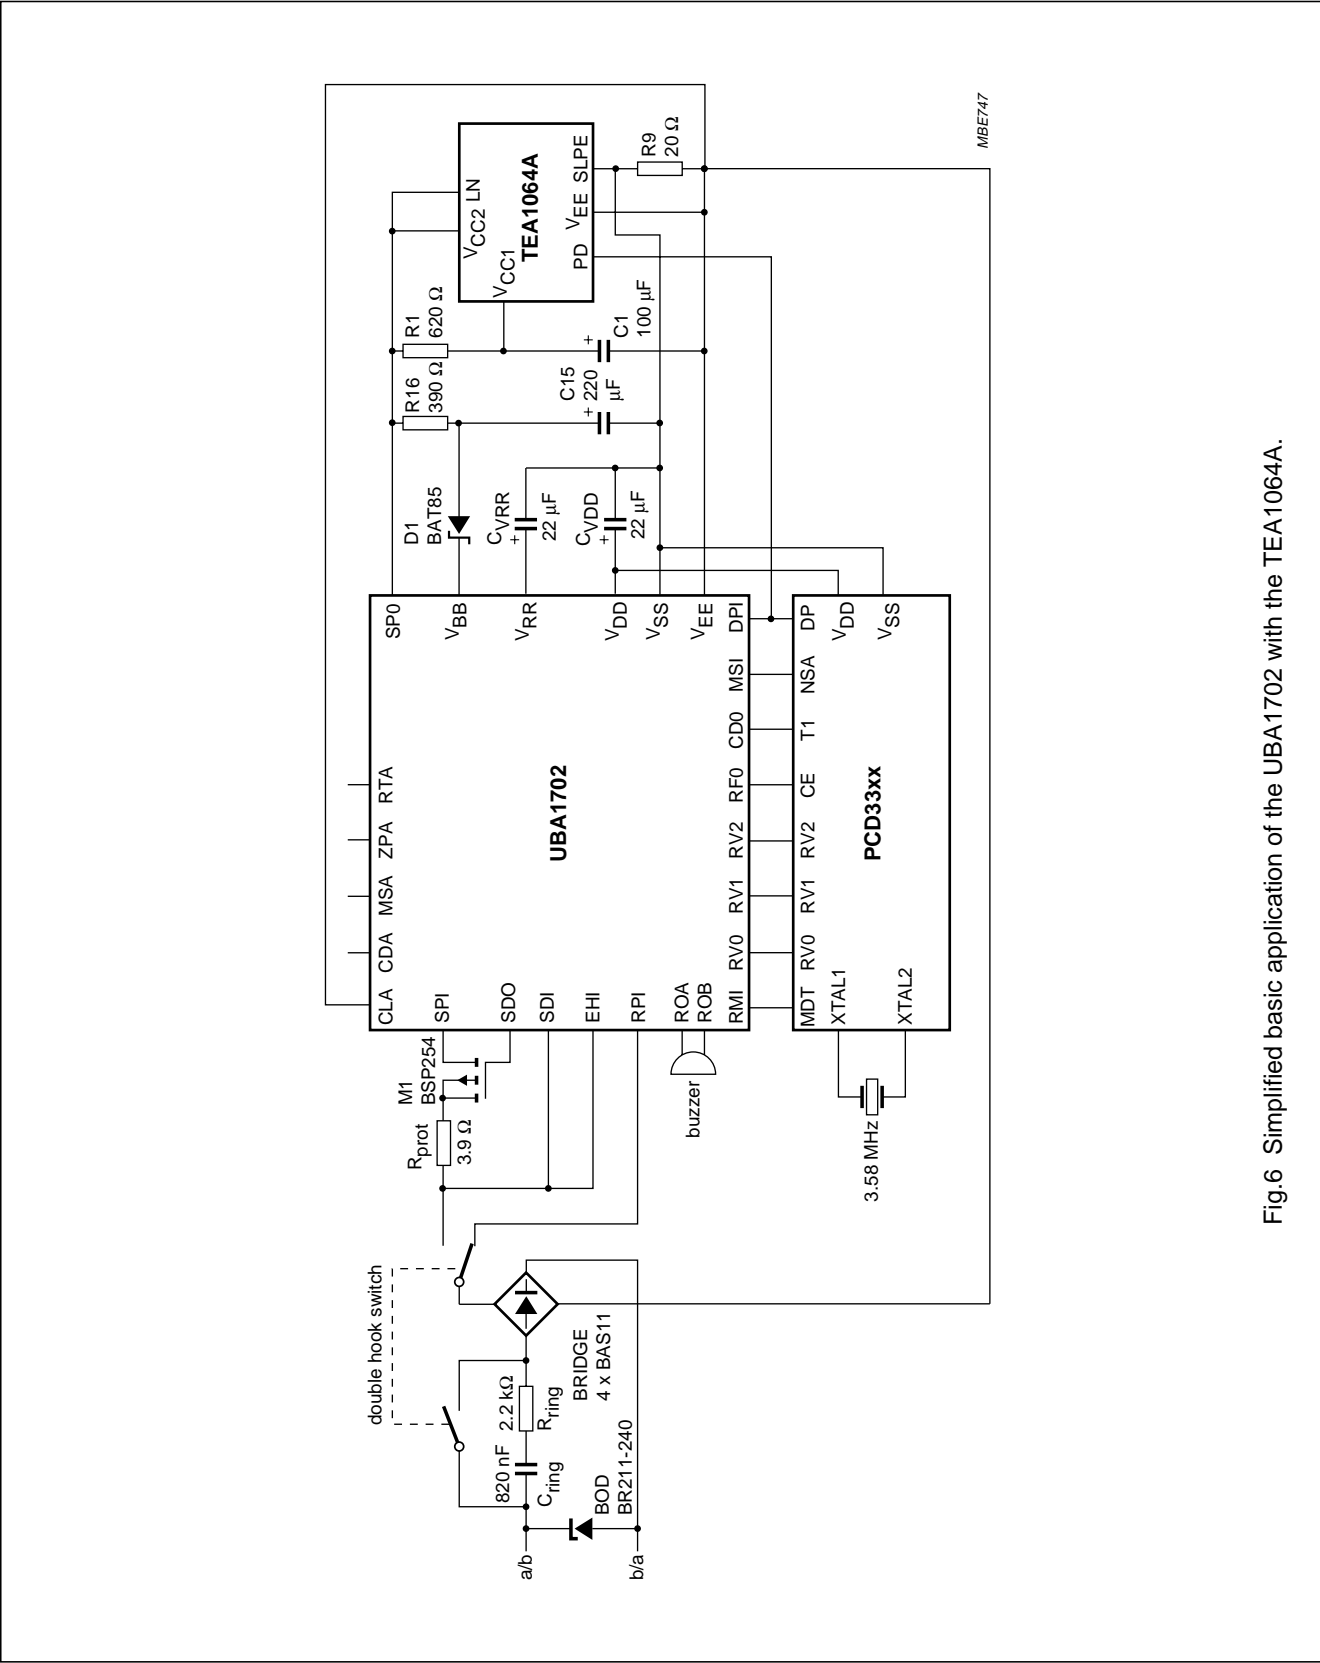 a/b
b/a
BOD
BR211-240
820 nF
Cring
2.2 kΩ
Rring
BRIDGE
4 x BAS11
double hook switch
Rprot
3.9 Ω
M1
BSP254
buzzer
3.58 MHz
UBA1702
CLA
CDA
MSA
ZPA
RTA
SPI
SDO
SDI
EHI
RPI
ROA
ROB
RMI
RV0
RV1
RV2
RF0
CD0
MSI
DPI
SP0
VBB
VRR
VDD
VSS
VEE
PCD33xx
MDT
RV0
RV1
RV2
CE
T1
NSA
DP
XTAL1
XTAL2
VDD
VSS
D1
BAT85
CVRR
+
22 μF
CVDD
+
22 μF
R16
390 Ω
R1
620 Ω
C15
+ 220
μF
+
C1
100 μF
TEA1064A
VCC1
VCC2
LN
PD
VEE
SLPE
R9
20 Ω
MBE747
Fig.6 Simplified basic application of the UBA1702 with the TEA1064A.